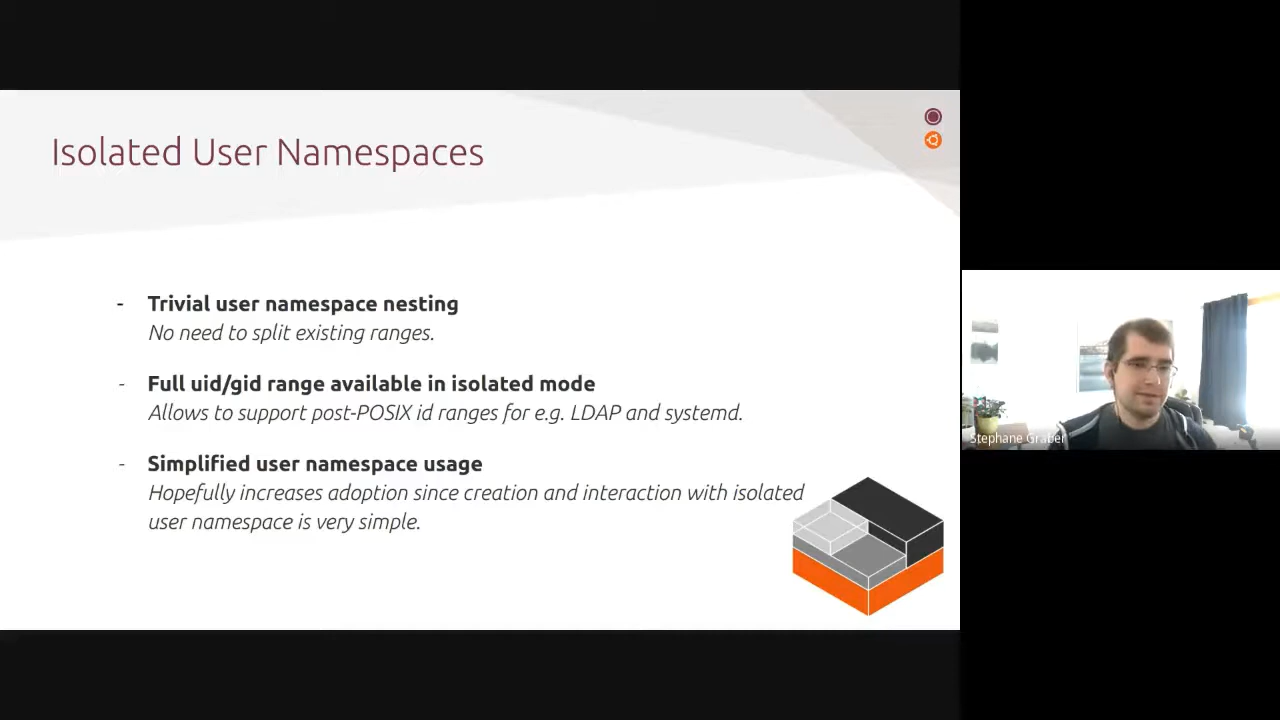 Isolated User Namespaces
- Trivial user namespace nesting
No need to split existing ranges.
- Full uid/gid range available in isolated mode
Allows to support post-POSIX id ranges for e.g. LDAP and systemd.
- Simplified user namespace usage
Hopefully increases adoption since creation and interaction with isolated
user namespace is very simple.
Stephane Graber